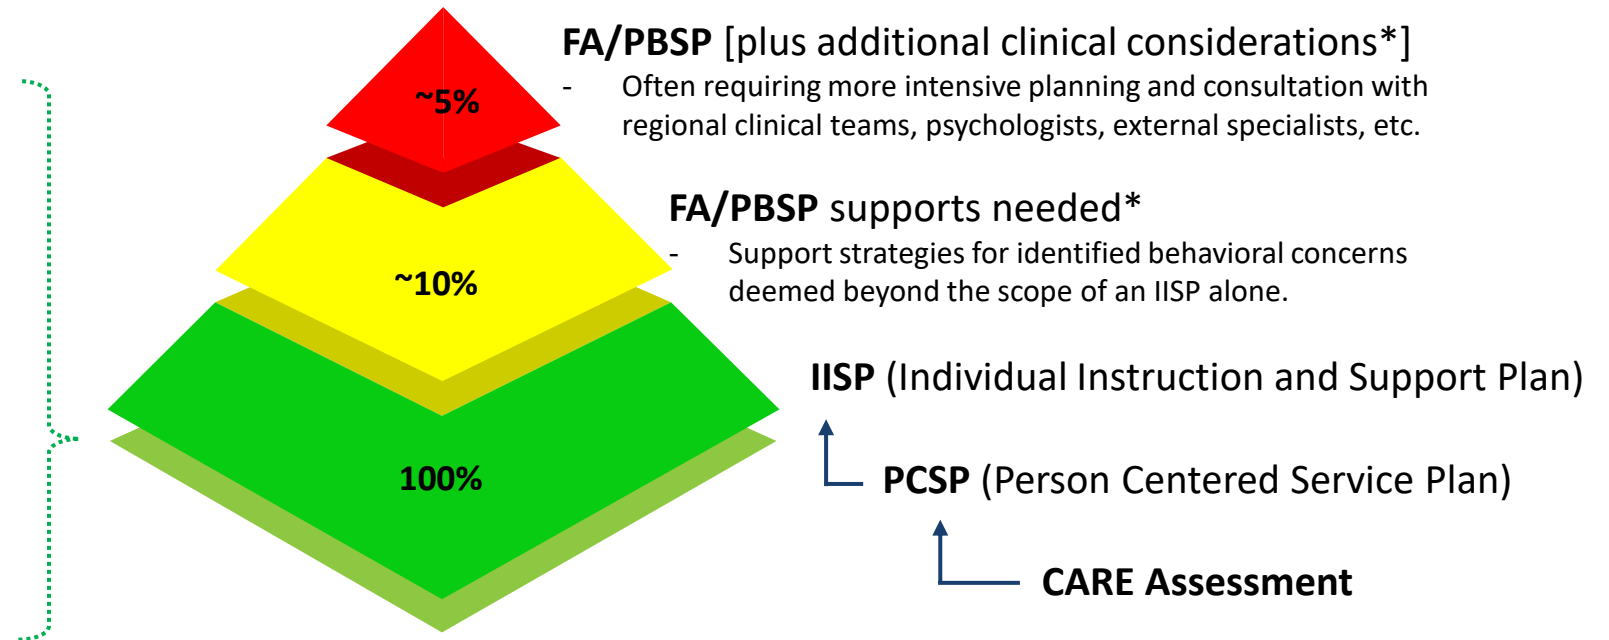 FA/PBSP [plus additional clinical considerations*]
- Often requiring more intensive planning and consultation with
regional clinical teams, psychologists, external specialists, etc.
~5%
FA/PBSP supports needed*
- Support strategies for identified behavioral concerns
deemed beyond the scope of an IISP alone.
~10%
IISP (Individual Instruction and Support Plan)
100%
PCSP (Person Centered Service Plan)
CARE Assessment